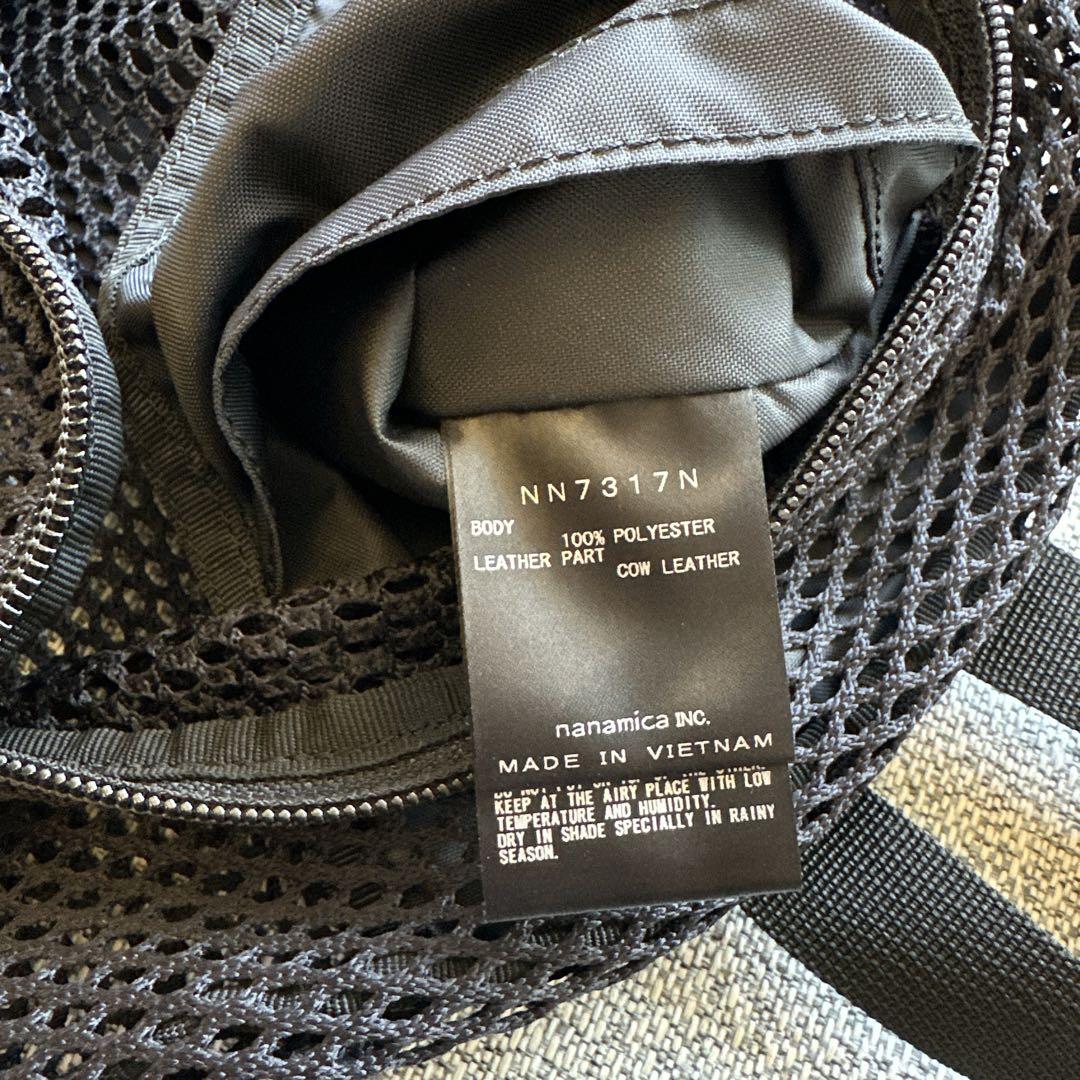 NN7317N
BODY
100% POLYESTER
LEATHER PART
COW LEATHER
nanamica INC.
MADE IN VIETNAM
KEEP AT THE AIRY PLACE WITH LOW
TEMPERATURE AND HUMIDITY.
DRY IN SHADE SPECIALLY IN RAINY
SEASON.